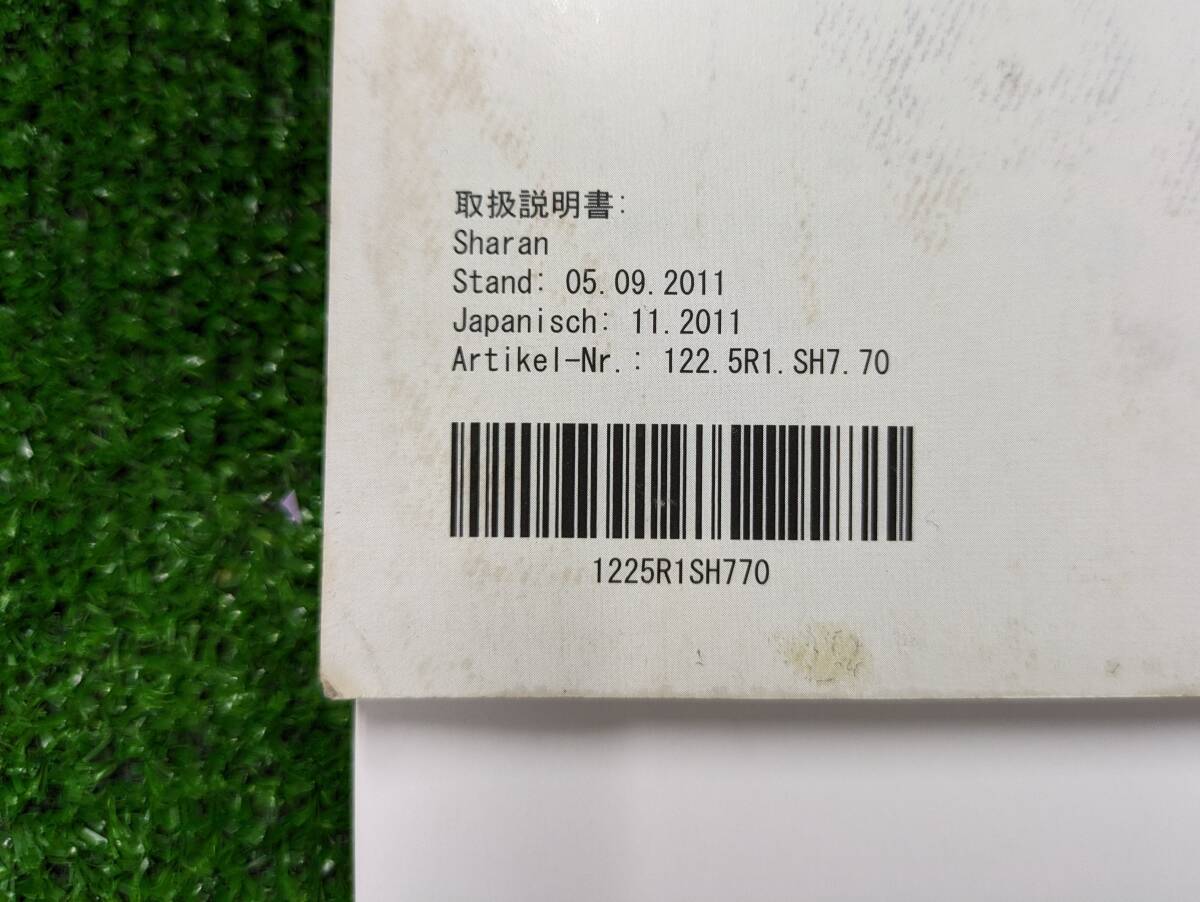 取扱説明書:
Sharan
Stand: 05.09.2011
Japanisch: 11.2011
Artikel-Nr.: 122.5R1.SH7.70
1225R1SH770